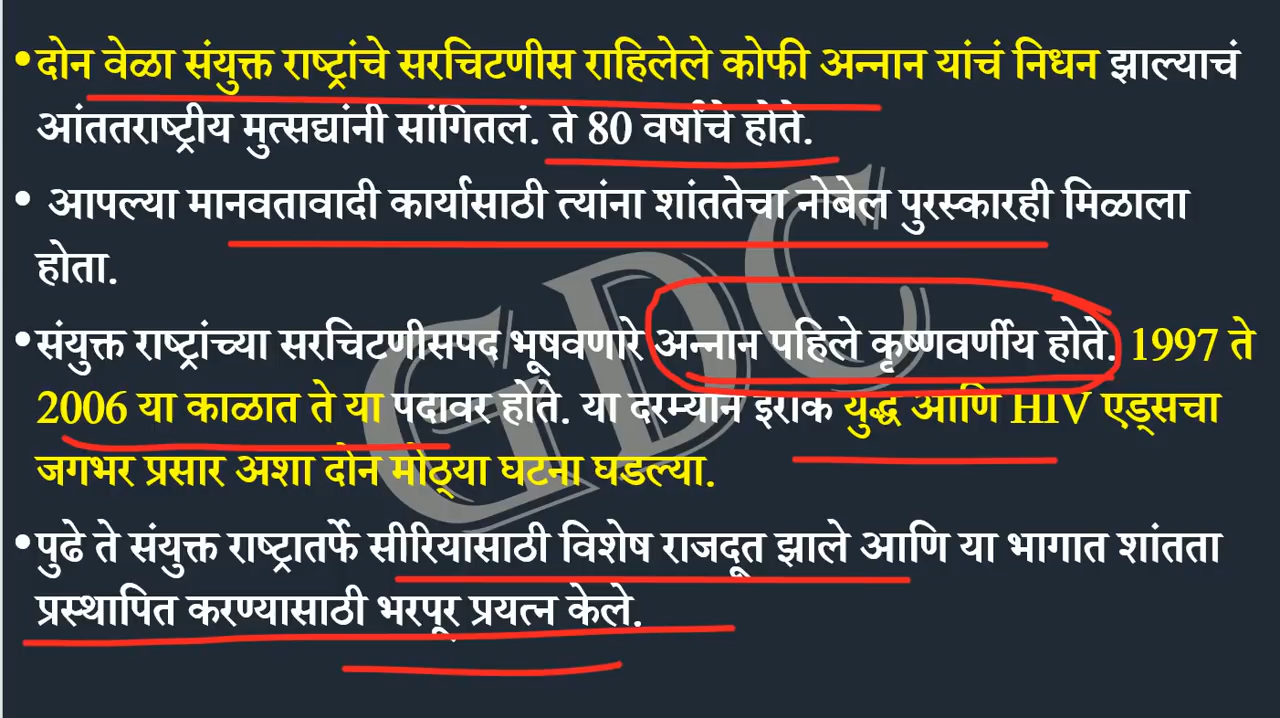 • दोन वेळा संयुक्त राष्ट्रांचे सरचिटणीस राहिलेले कोफी अन्नान यांचं निधन झाल्याचं
आंततराष्ट्रीय मुत्सद्यांनी सांगितलं. ते 80 वर्षांचे होते.
• आपल्या मानवतावादी कार्यासाठी त्यांना शांततेचा नोबेल पुरस्कारही मिळाला
होता.
• संयुक्त राष्ट्रांच्या सरचिटणीसपद भूषवणारे अन्नान पहिले कृष्णवर्णीय होते. 1997 ते
2006 या काळात ते या पदावर होते. या दरम्यान इराक युद्ध आणि HIV एड्सचा
जगभर प्रसार अशा दोन मोठ्या घटना घडल्या.
• पुढे ते संयुक्त राष्ट्रातर्फे सीरियासाठी विशेष राजदूत झाले आणि या भागात शांतता
प्रस्थापित करण्यासाठी भरपूर प्रयत्न केले.
GDC